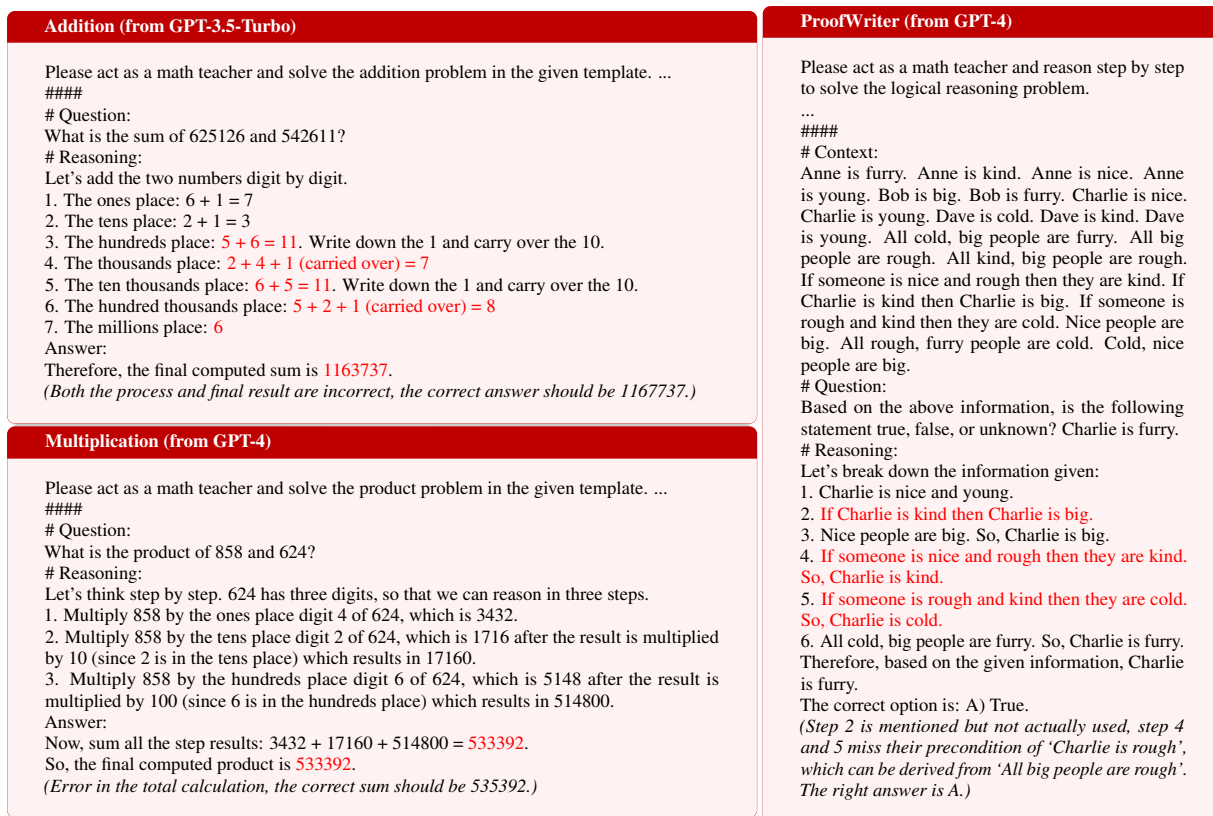 Addition (from GPT-3.5-Turbo)
Please act as a math teacher and solve the addition problem in the given template. ...
####
# Question:
What is the sum of 625126 and 542611?
# Reasoning:
Let's add the two numbers digit by digit.
1. The ones place: 6 + 1 = 7
2. The tens place: 2 + 1 = 3
3. The hundreds place: 5 + 6 = 11. Write down the 1 and carry over the 10.
4. The thousands place: 2 + 4 + 1 (carried over) = 7
5. The ten thousands place: 6 + 5 = 11. Write down the 1 and carry over the 10.
6. The hundred thousands place: 5 + 2 + 1 (carried over) = 8
7. The millions place: 6
Answer:
Therefore, the final computed sum is 1163737.
(Both the process and final result are incorrect, the correct answer should be 1167737.)
Multiplication (from GPT-4)
Please act as a math teacher and solve the product problem in the given template. ...
####
# Question:
What is the product of 858 and 624?
# Reasoning:
Let's think step by step. 624 has three digits, so that we can reason in three steps.
1. Multiply 858 by the ones place digit 4 of 624, which is 3432.
2. Multiply 858 by the tens place digit 2 of 624, which is 1716 after the result is multiplied
by 10 (since 2 is in the tens place) which results in 17160.
3. Multiply 858 by the hundreds place digit 6 of 624, which is 5148 after the result is
multiplied by 100 (since 6 is in the hundreds place) which results in 514800.
Answer:
Now, sum all the step results: 3432 + 17160 + 514800 = 533392.
So, the final computed product is 533392.
(Error in the total calculation, the correct sum should be 535392.)
ProofWriter (from GPT-4)
Please act as a math teacher and reason step by step
to solve the logical reasoning problem.
...
####
# Context:
Anne is furry. Anne is kind. Anne is nice. Anne
is young. Bob is big. Bob is furry. Charlie is nice.
Charlie is young. Dave is cold. Dave is kind. Dave
is young. All cold, big people are furry. All big
people are rough. All kind, big people are rough.
If someone is nice and rough then they are kind. If
Charlie is kind then Charlie is big. If someone is
rough and kind then they are cold. Nice people are
big. All rough, furry people are cold. Cold, nice
people are big.
# Question:
Based on the above information, is the following
statement true, false, or unknown? Charlie is furry.
# Reasoning:
Let's break down the information given:
1. Charlie is nice and young.
2. If Charlie is kind then Charlie is big.
3. Nice people are big. So, Charlie is big.
4. If someone is nice and rough then they are kind.
So, Charlie is kind.
5. If someone is rough and kind then they are cold.
So, Charlie is cold.
6. All cold, big people are furry. So, Charlie is furry.
Therefore, based on the given information, Charlie
is furry.
The correct option is: A) True.
(Step 2 is mentioned but not actually used, step 4
and 5 miss their precondition of 'Charlie is rough',
which can be derived from 'All big people are rough'.
The right answer is A.)